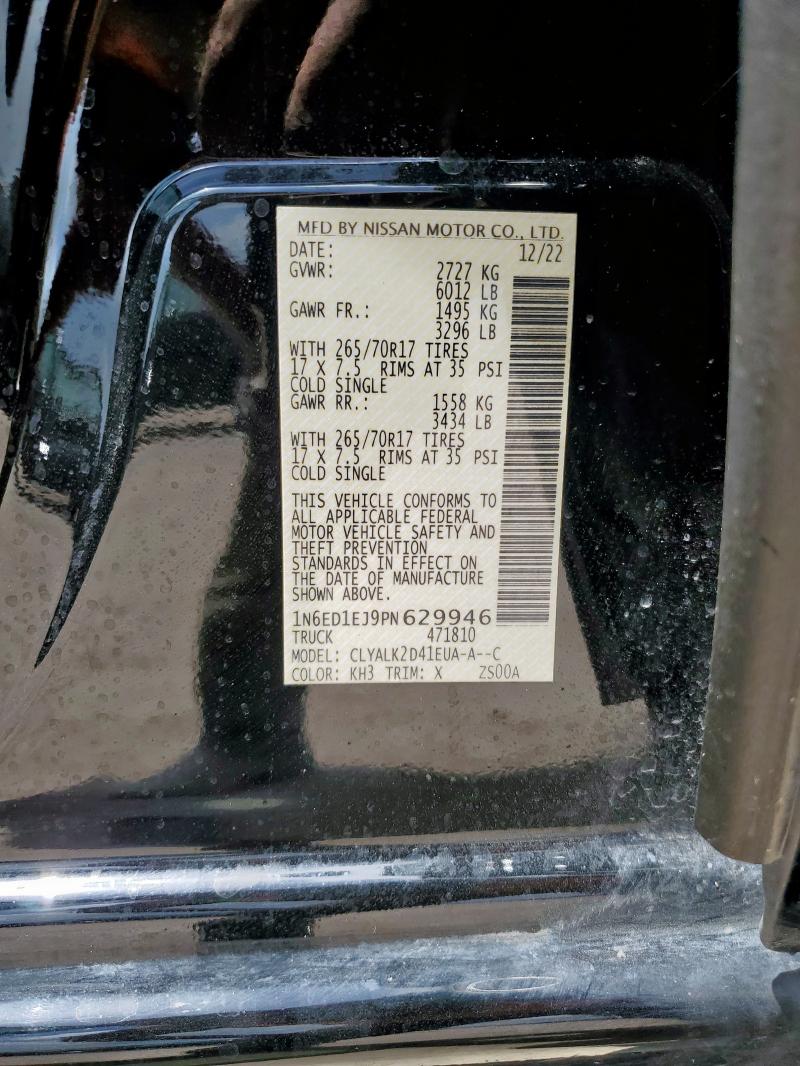 MFD BY NISSAN MOTOR CO., LTD.
DATE: 12/22
GVWR: 2727 KG
6012 LB
GAWR FR.: 1495 KG
3296 LB
WITH 265/70R17 TIRES
17 X 7.5 RIMS AT 35 PSI
COLD SINGLE
GAWR RR.: 1558 KG
3434 LB
WITH 265/70R17 TIRES
17 X 7.5 RIMS AT 35 PSI
COLD SINGLE
THIS VEHICLE CONFORMS TO
ALL APPLICABLE FEDERAL
MOTOR VEHICLE SAFETY AND
THEFT PREVENTION
STANDARDS IN EFFECT ON
THE DATE OF MANUFACTURE
SHOWN ABOVE.
1N6ED1EJ9PN629946
TRUCK 471810
MODEL: CLYALK2D41EUA-A--C
COLOR: KH3 TRIM: X ZS00A